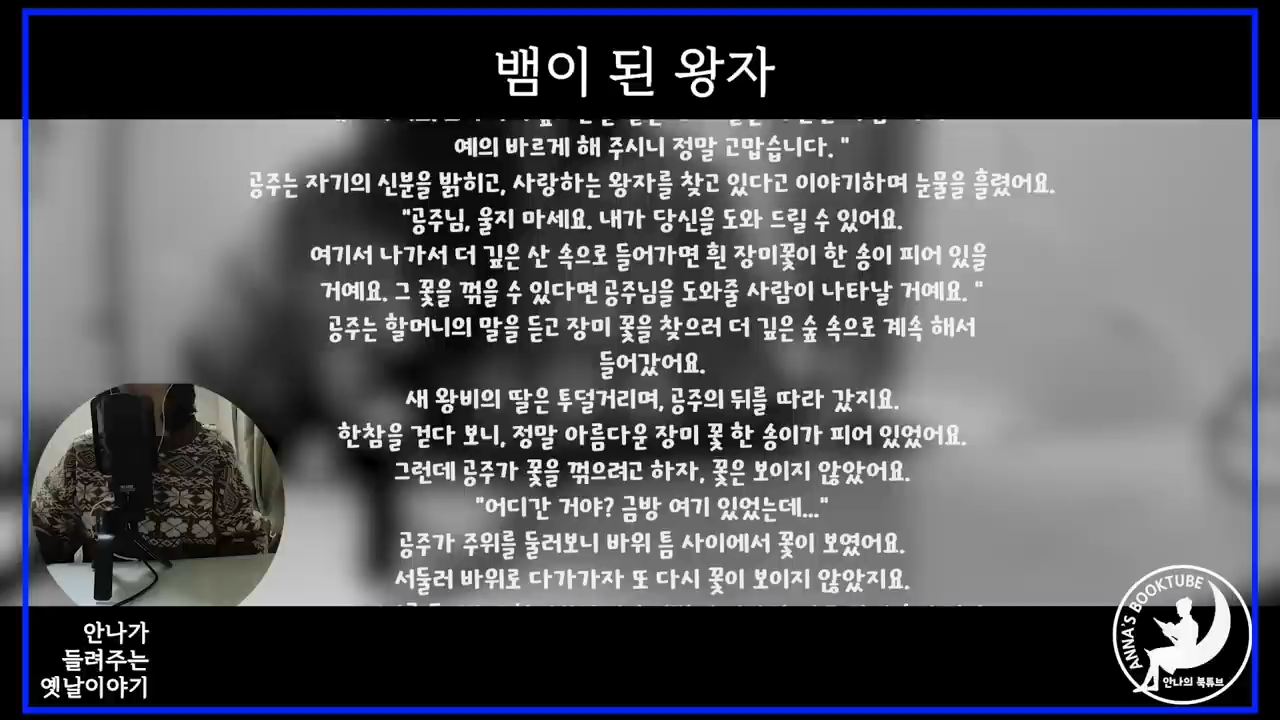 뱀이 된 왕자
예의 바르게 해 주시니 정말 고맙습니다. "
공주는 자기의 신분을 밝히고, 사랑하는 왕자를 찾고 있다고 이야기하며 눈물을 흘렸어요.
"공주님, 울지 마세요. 내가 당신을 도와 드릴 수 있어요.
여기서 나가서 더 깊은 산 속으로 들어가면 흰 장미꽃이 한 송이 피어 있을
거예요. 그 꽃을 꺾을 수 있다면 공주님을 도와줄 사람이 나타날 거예요. "
공주는 할머니의 말을 듣고 장미 꽃을 찾으러 더 깊은 숲 속으로 계속 해서
들어갔어요.
새 왕비의 딸은 투덜거리며, 공주의 뒤를 따라 갔지요.
한참을 걷다 보니, 정말 아름다운 장미 꽃 한 송이가 피어 있었어요.
그런데 공주가 꽃을 꺾으려고 하자, 꽃은 보이지 않았어요.
"어디간 거야? 금방 여기 있었는데..."
공주가 주위를 둘러보니 바위 틈 사이에서 꽃이 보였어요.
서둘러 바위로 다가가자 또 다시 꽃이 보이지 않았지요.
안나가
들려주는
옛날이야기
ANNA'S BOOKTUBE
안나의 북튜브